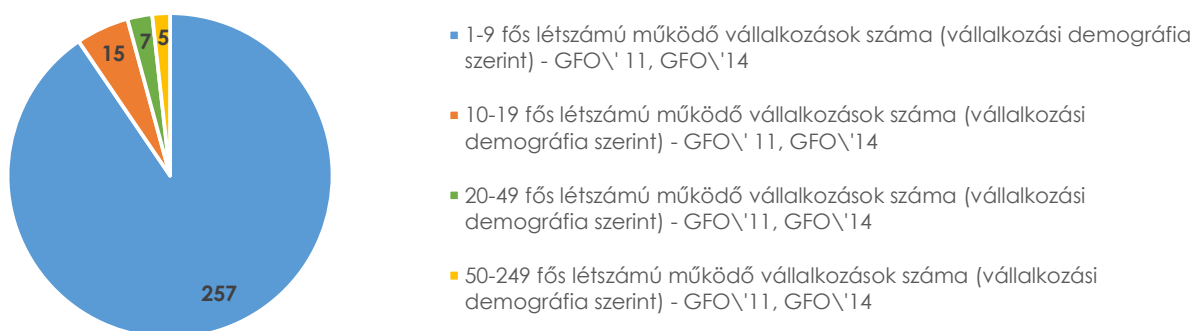 257
15
7
5
1-9 fős létszámú működő vállalkozások száma (vállalkozási demográfia
szerint) - GFO\' 11, GFO\'14
10-19 fős létszámú működő vállalkozások száma (vállalkozási
demográfia szerint) - GFO\' 11, GFO\'14
20-49 fős létszámú működő vállalkozások száma (vállalkozási
demográfia szerint) - GFO\'11, GFO\'14
50-249 fős létszámú működő vállalkozások száma (vállalkozási
demográfia szerint) - GFO\'11, GFO\'14